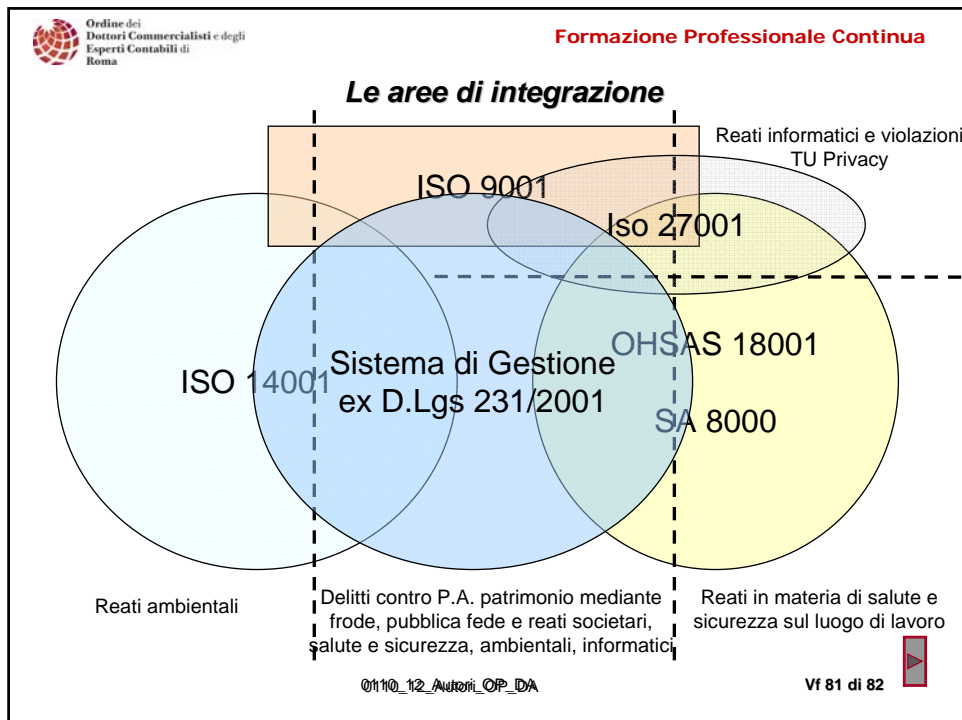 Ordine dei
Dottori Commercialisti e degli
Esperti Contabili di
Roma
Formazione Professionale Continua
Le aree di integrazione
Reati informatici e violazioni
TU Privacy
ISO 9001
Iso 27001
OHSAS 18001
Sistema di Gestione
ex D.Lgs 231/2001
ISO 14001
SA 8000
Reati ambientali
Delitti contro P.A. patrimonio mediante
frode, pubblica fede e reati societari,
salute e sicurezza, ambientali, informatici
Reati in materia di salute e
sicurezza sul luogo di lavoro
0110_12_Autori_OP_DA
Vf 81 di 82